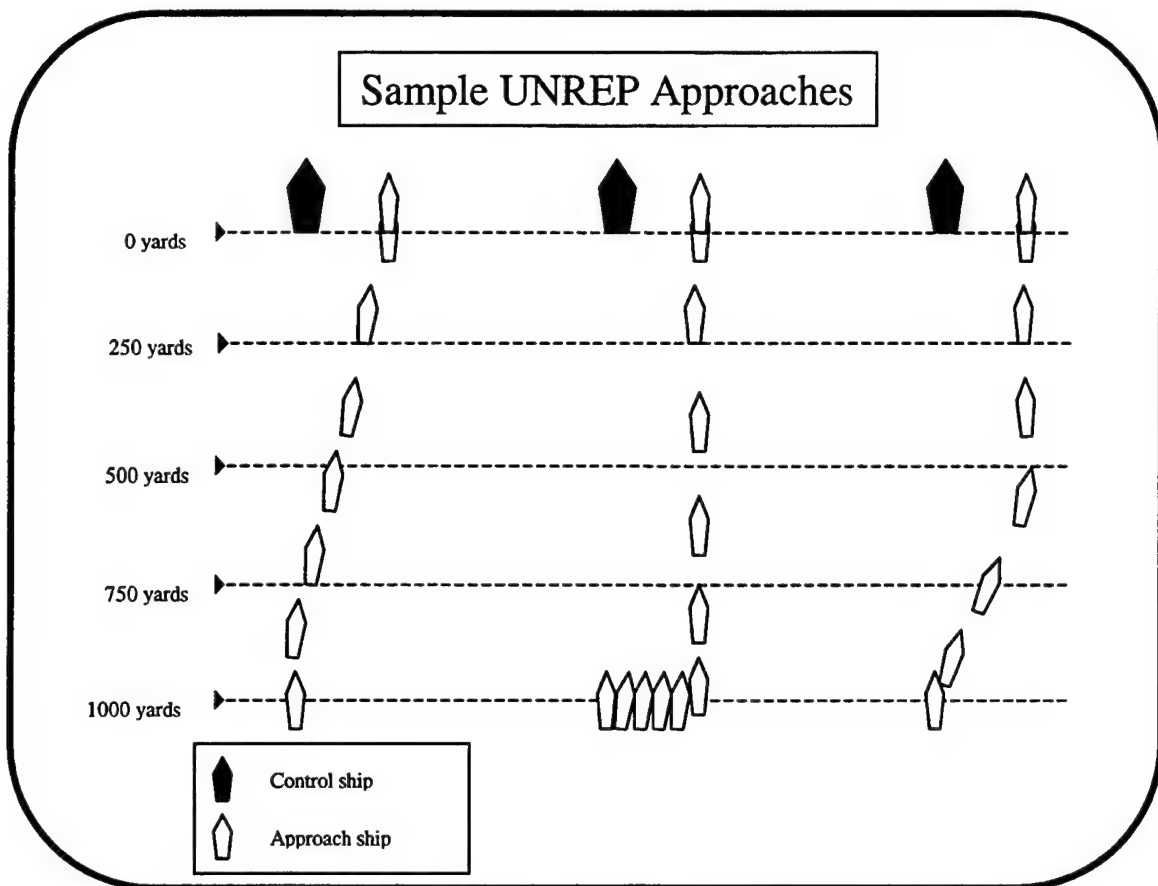 Sample UNREP Approaches
0 yards
250 yards
500 yards
750 yards
1000 yards
Control ship
Approach ship